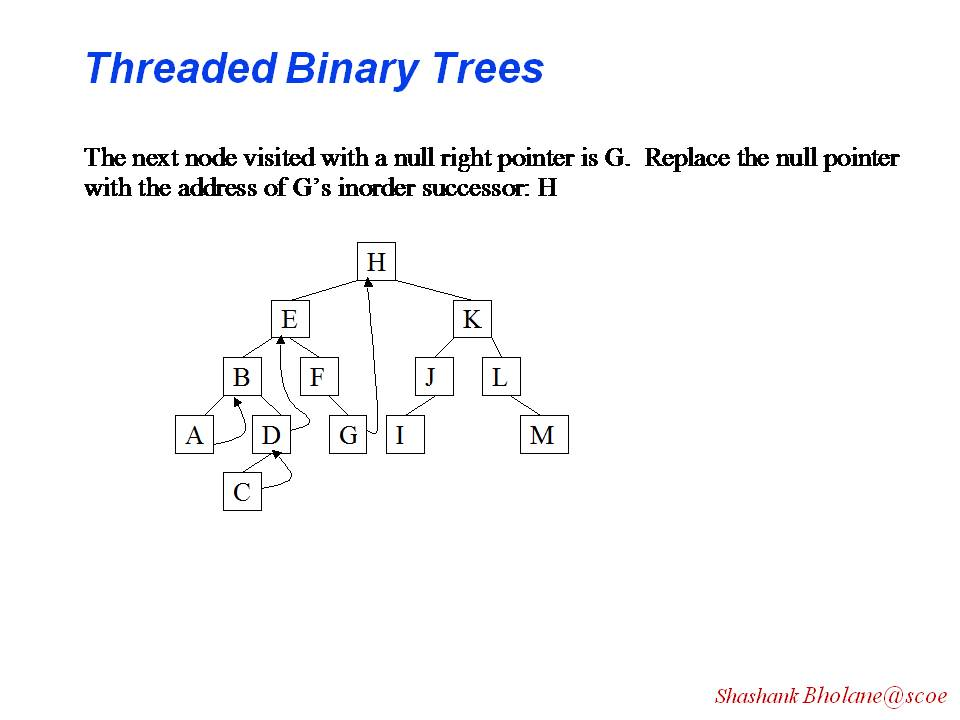 Threaded Binary Trees
The next node visited with a null right pointer is G.  Replace the null pointer
with the address of G's inorder successor: H
H
E K
B F J L
A D G I M
C
Shashank Bholane@scoe